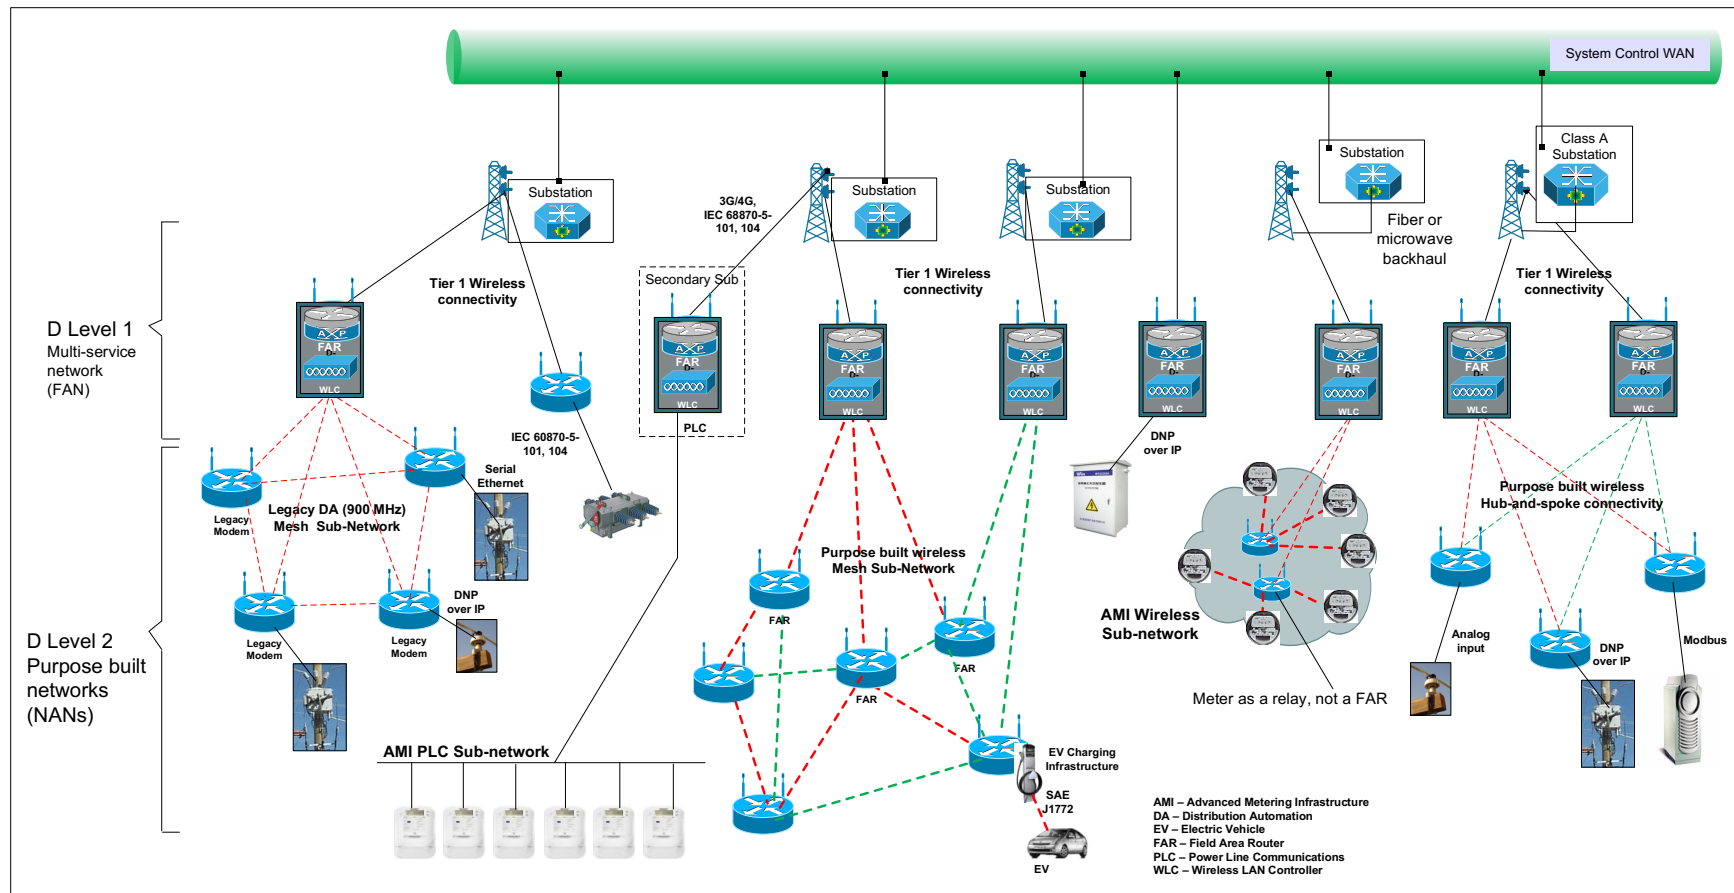 System Control WAN
Class A
Substation
Substation
Substation
Substation
Substation
3G/4G,
IEC 68870-5-
101, 104
Fiber or
microwave
backhaul
Tier 1 Wireless
connectivity
Secondary Sub
Tier 1 Wireless
connectivity
Tier 1 Wireless
connectivity
D Level 1
Multi-service
network
(FAN)
AXP
FAR
D-
WLC
AXP
FAR
D-
WLC
PLC
AXP
FAR
D-
WLC
AXP
FAR
D-
WLC
AXP
FAR
D-
WLC
AXP
FAR
D-
WLC
AXP
FAR
D-
WLC
AXP
FAR
D-
WLC
IEC 60870-5-
101, 104
DNP
over IP
Serial
Ethernet
Legacy
Modem
Legacy DA (900 MHz)
Mesh Sub-Network
Purpose built wireless
Hub-and-spoke connectivity
Purpose built wireless
Mesh Sub-Network
DNP
over IP
Legacy
Modem
Legacy
Modem
FAR
FAR
FAR
AMI Wireless
Sub-network
Analog
input
DNP
over IP
Modbus
Meter as a relay, not a FAR
D Level 2
Purpose built
networks
(NANs)
AMI PLC Sub-network
EV Charging
Infrastructure
SAE
J1772
EV
AMI – Advanced Metering Infrastructure
DA – Distribution Automation
EV – Electric Vehicle
FAR – Field Area Router
PLC – Power Line Communications
WLC – Wireless LAN Controller